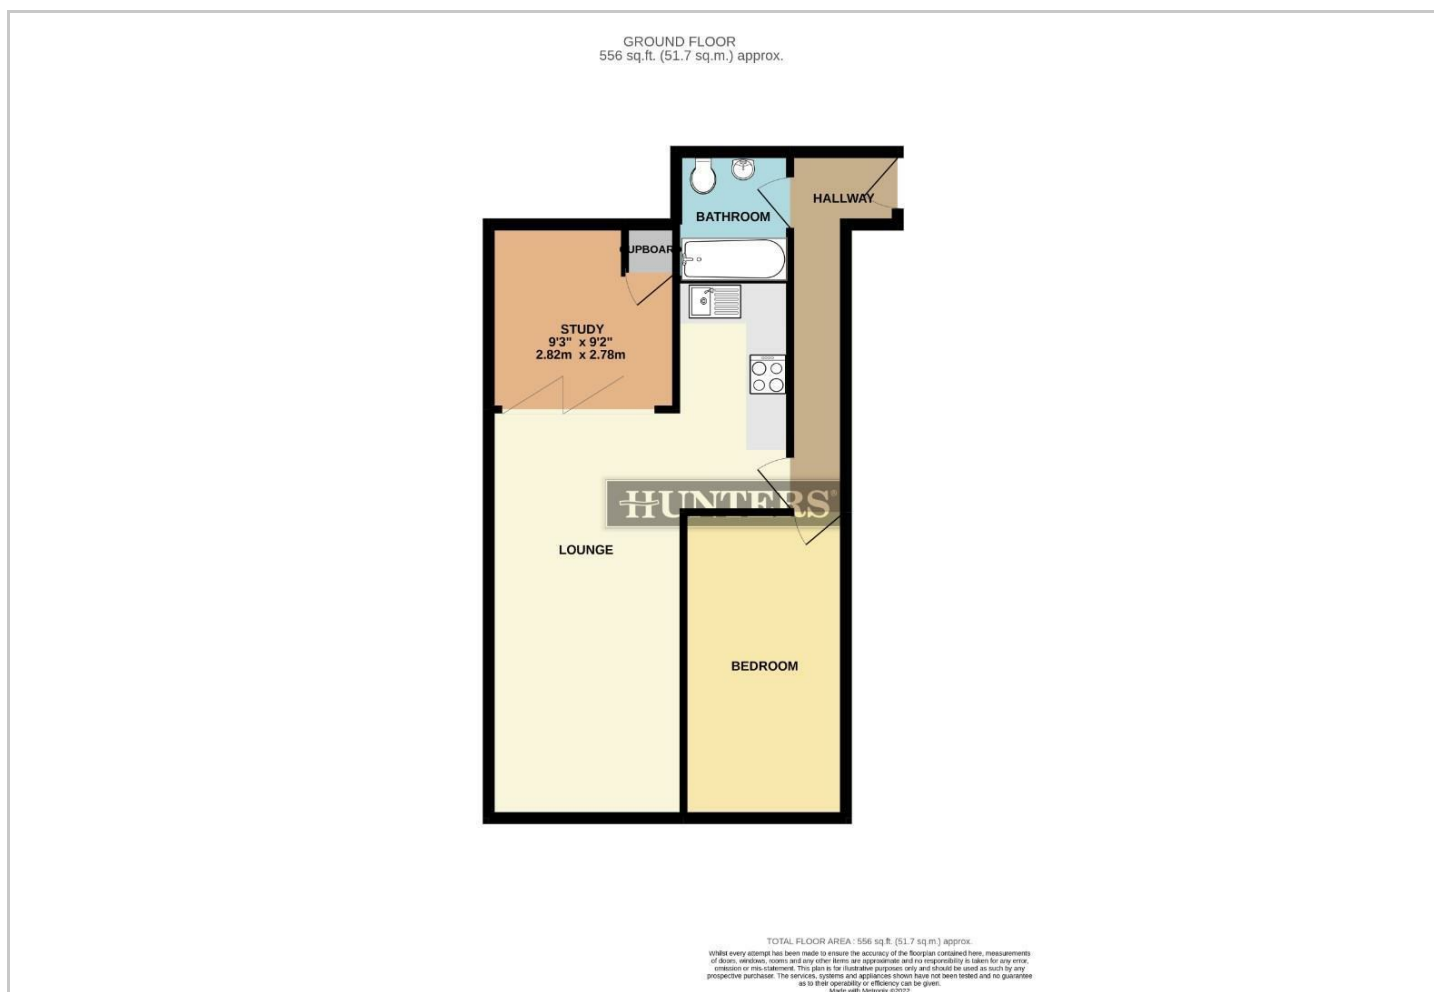 GROUND FLOOR
556 sq.ft. (51.7 sq.m.) approx.
BATHROOM
HALLWAY
CUPBOARD
STUDY
9'3" x 9'2"
2.82m x 2.78m
HUNTERS®
LOUNGE
BEDROOM
TOTAL FLOOR AREA : 556 sq.ft. (51.7 sq.m.) approx.
Whilst every attempt has been made to ensure the accuracy of the floorplan contained here, measurements
of doors, windows, rooms and any other items are approximate and no responsibility is taken for any error,
omission or mis-statement. This plan is for illustrative purposes only and should be used as such by any
prospective purchaser. The services, systems and appliances shown have not been tested and no guarantee
as to their operability or efficiency can be given.
Made with Metropix ©2022